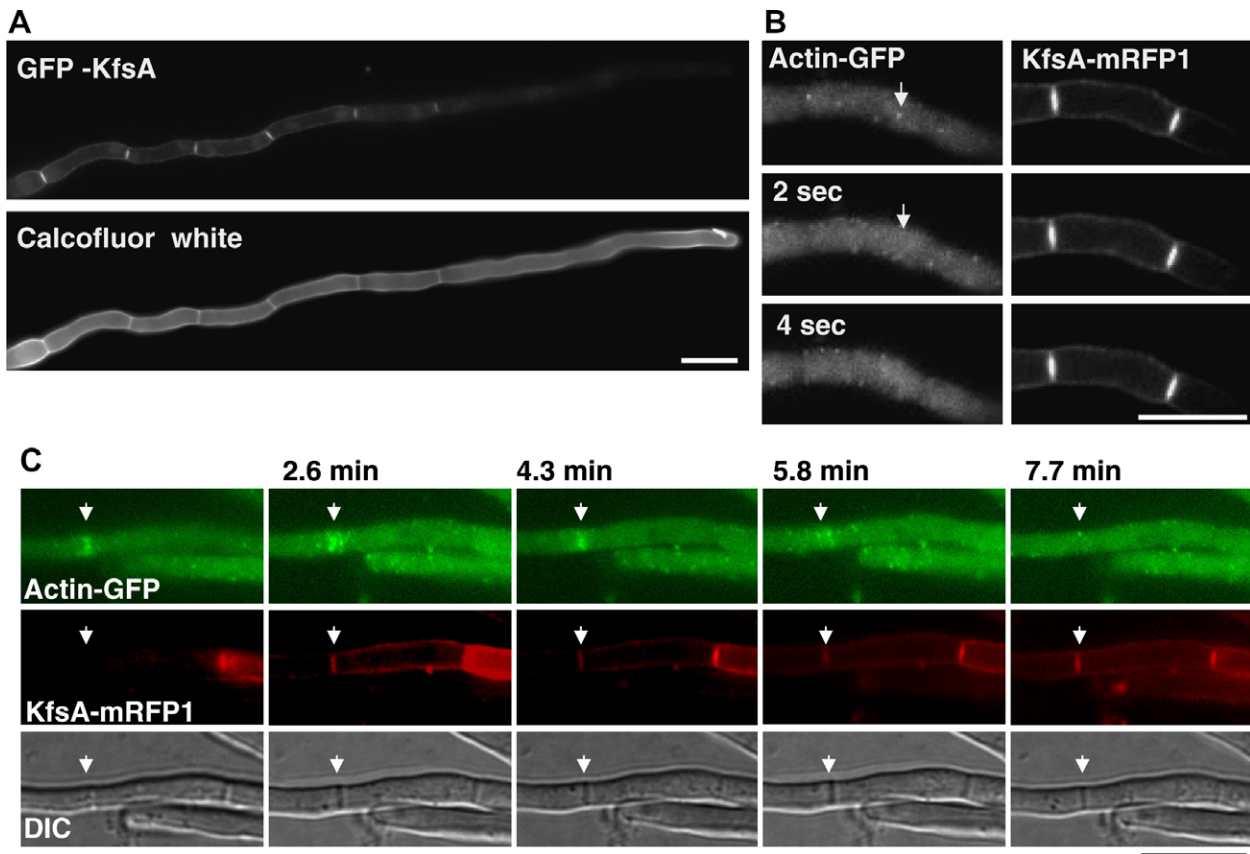 A
GFP -KfsA
Calcofluor white
B
Actin-GFP
KfsA-mRFP1
2 sec
4 sec
C
2.6 min
4.3 min
5.8 min
7.7 min
Actin-GFP
KfsA-mRFP1
DIC